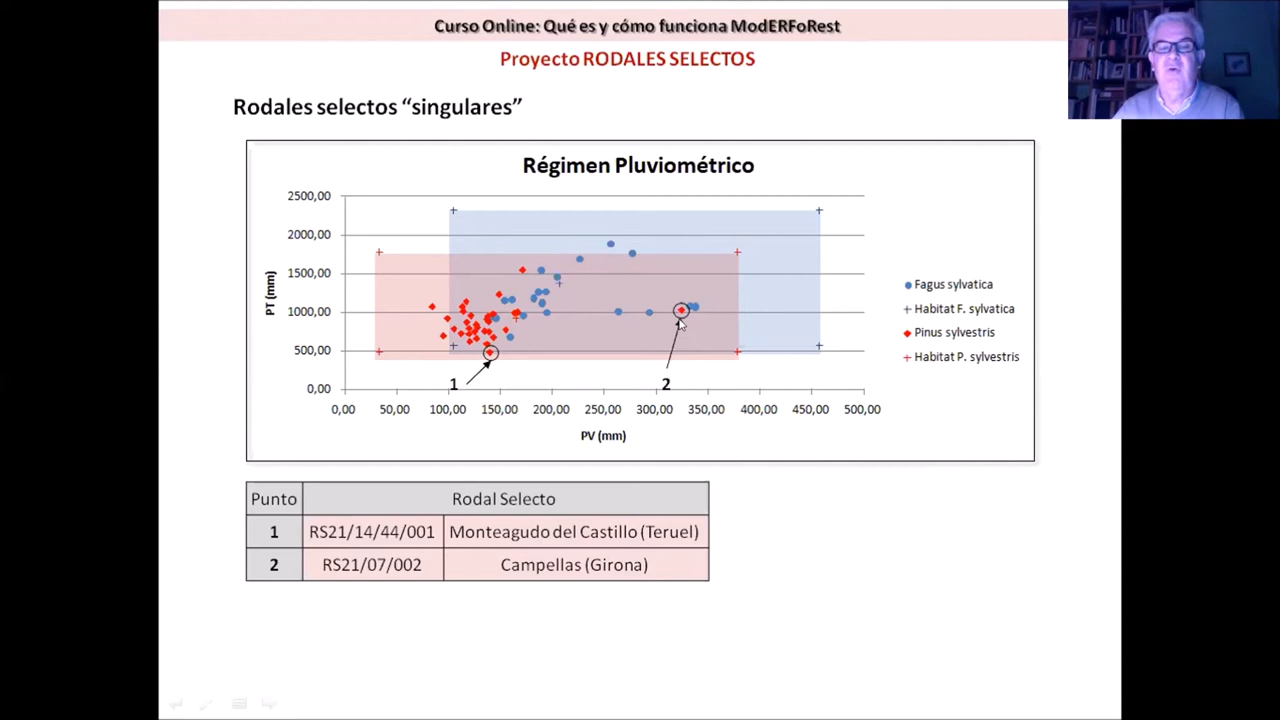 Curso Online: Qué es y cómo funciona ModERFoRest
Proyecto RODALES SELECTOS
Rodales selectos “singulares”
Régimen Pluviométrico
PT (mm)
2500,00
2000,00
1500,00
1000,00
500,00
0,00
0,00 50,00 100,00 150,00 200,00 250,00 300,00 350,00 400,00 450,00 500,00
PV (mm)
1
2
Fagus sylvatica
Habitat F. sylvatica
Pinus sylvestris
Habitat P. sylvestris
Punto Rodal Selecto
1 RS21/14/44/001 Monteagudo del Castillo (Teruel)
2 RS21/07/002 Campellas (Girona)